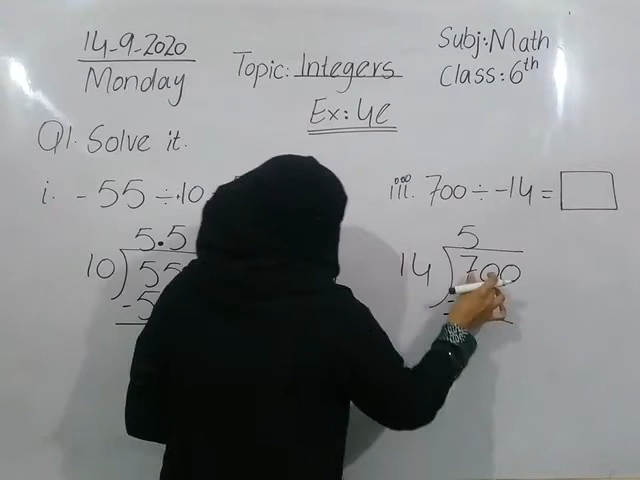 14-9-2020
Monday
Topic: Integers
Ex: 4e
Subj: Math
Class: 6th
Q1. Solve it.
i. -55 ÷ -10
5.5
10 55
-5
iii. 700 ÷ -14 =
5
14 700